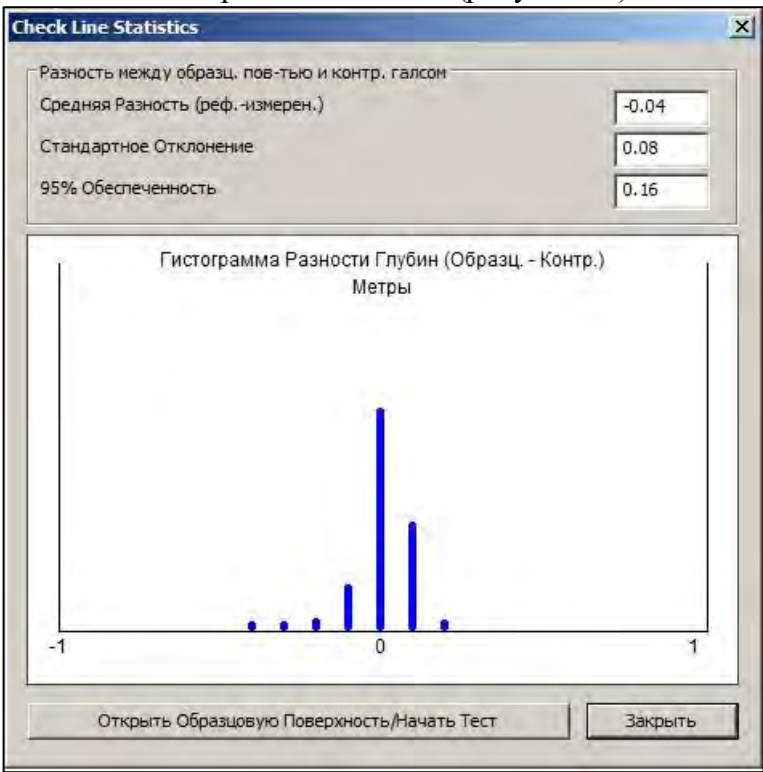 Check Line Statistics
Разность между образц. пов-тью и контр. галсом
Средняя Разность (реф.-измерен.) -0.04
Стандартное Отклонение 0.08
95% Обеспеченность 0.16
Гистограмма Разности Глубин (Образц. - Контр.)
Метры
-1 0 1
Открыть Образцовую Поверхность/Начать Тест Закрыть